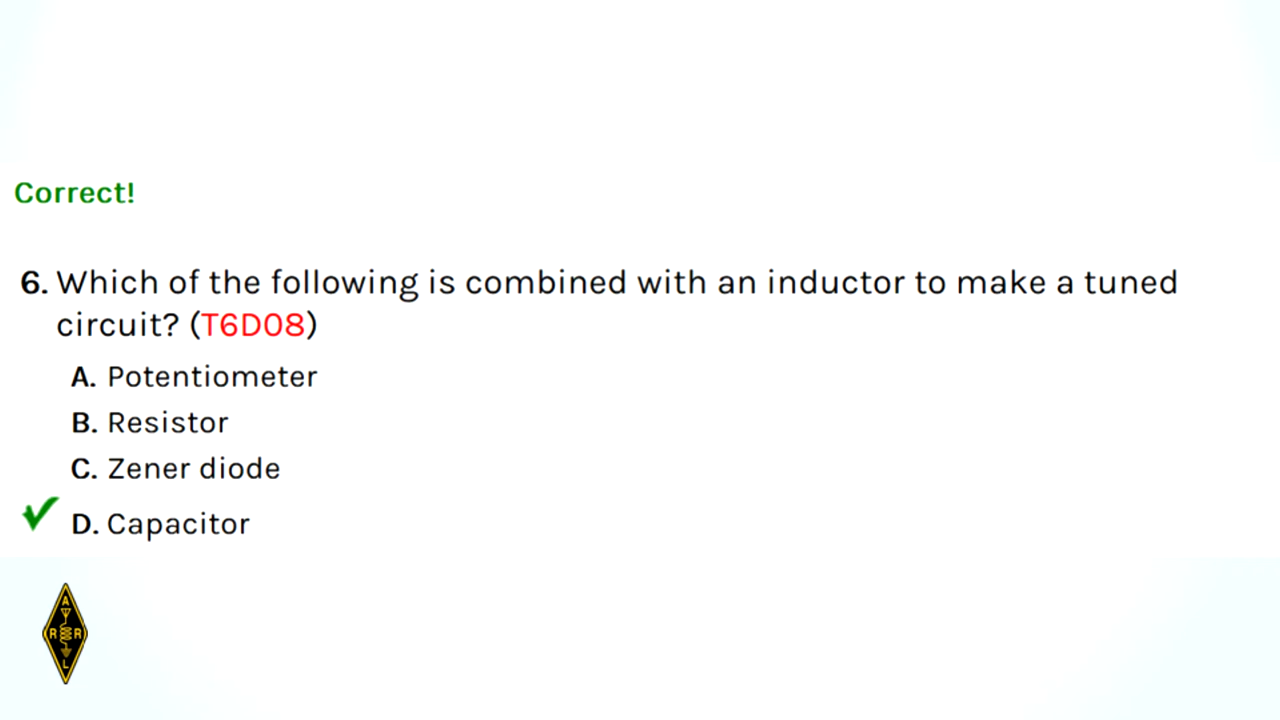 Correct!
6. Which of the following is combined with an inductor to make a tuned
circuit? (T6D08)
A. Potentiometer
B. Resistor
C. Zener diode
D. Capacitor
A
R R
L